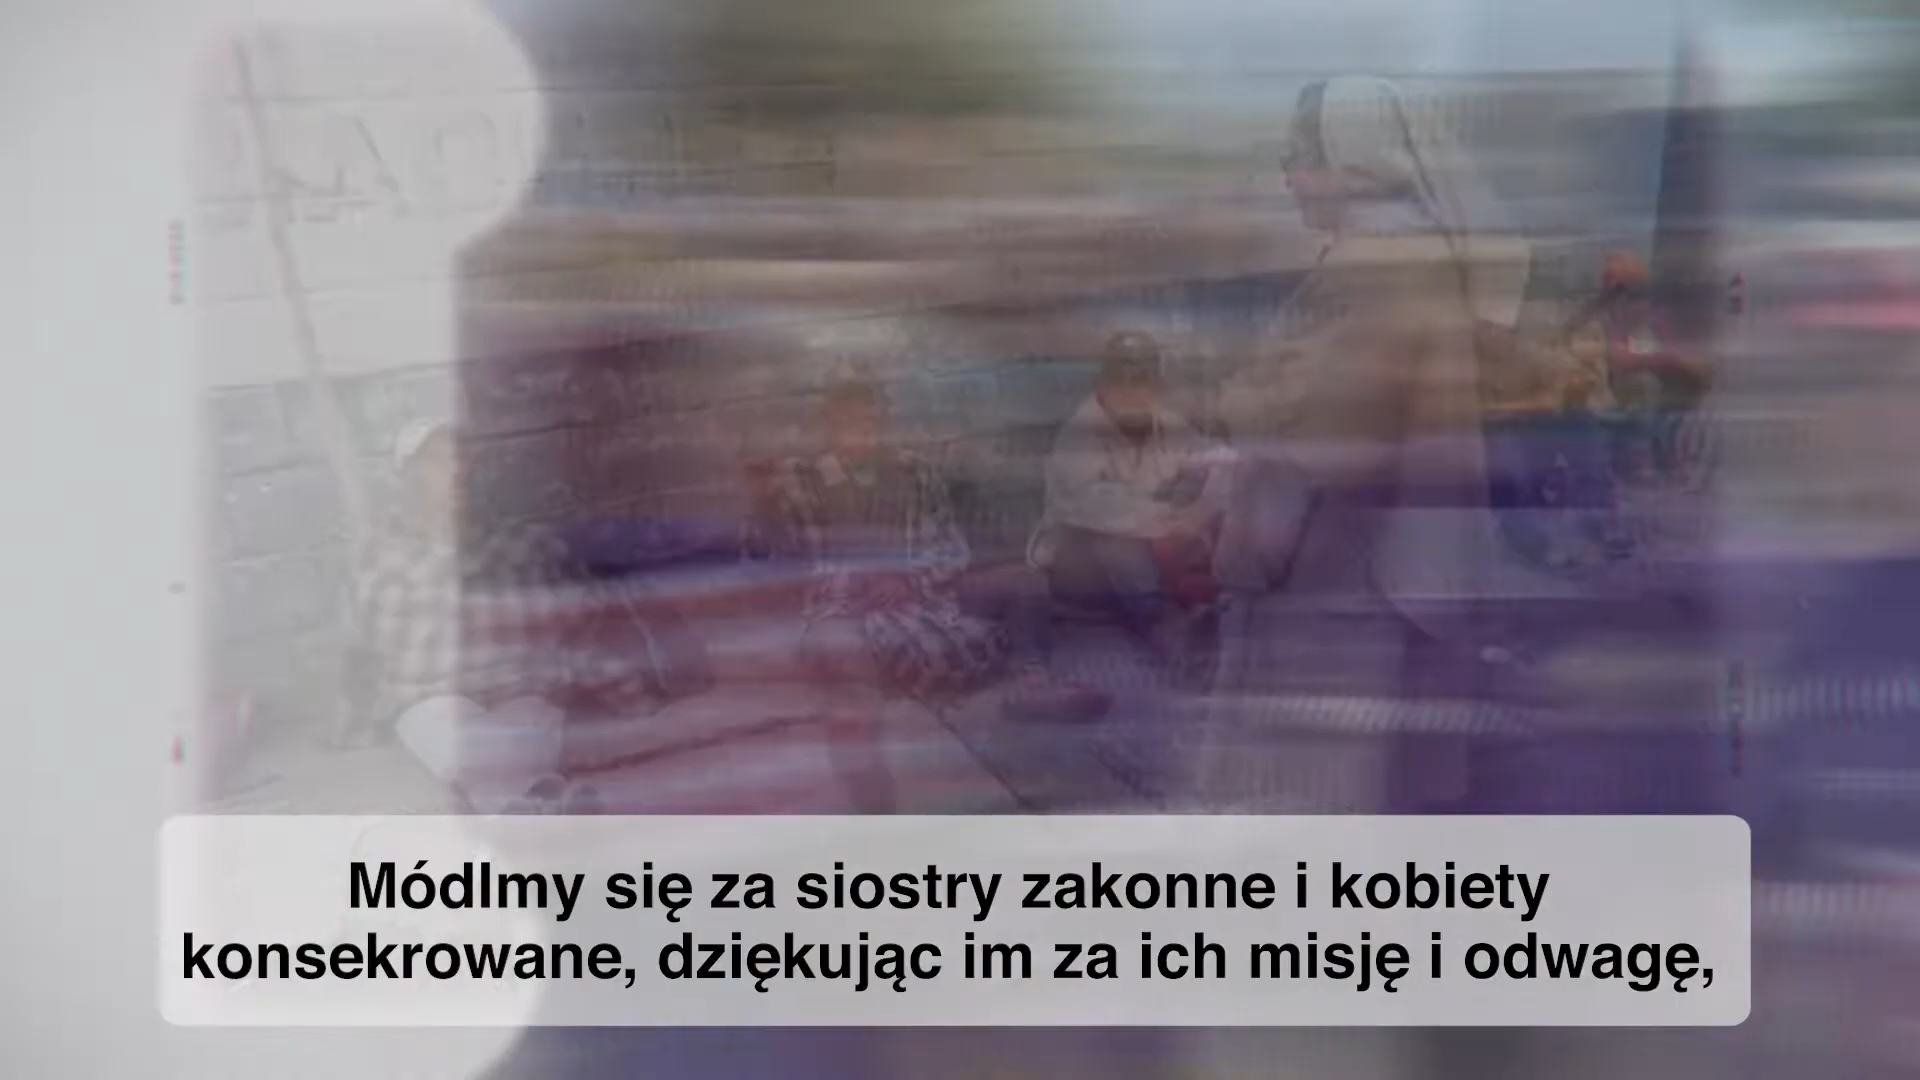 Módlmy się za siostry zakonne i kobiety
konsekrowane, dziękując im za ich misję i odwagę,